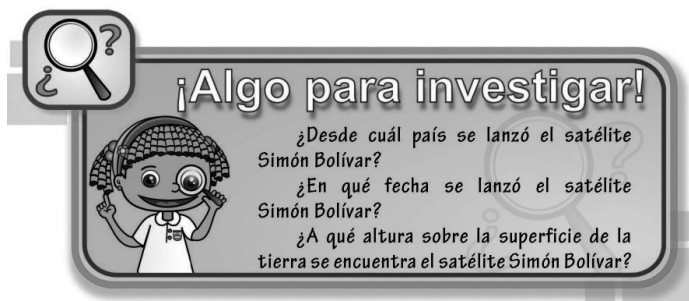 ¿?
¡Algo para investigar!
¿Desde cuál país se lanzó el satélite
Simón Bolívar?
¿En qué fecha se lanzó el satélite
Simón Bolívar?
¿A qué altura sobre la superficie de la
tierra se encuentra el satélite Simón Bolívar?